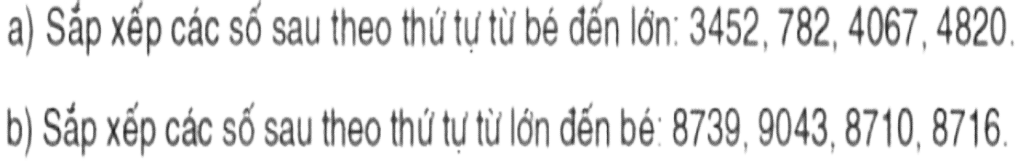 a) Sắp xếp các số sau theo thứ tự từ bé đến lớn: 3452, 782, 4067, 4820.
b) Sắp xếp các số sau theo thứ tự từ lớn đến bé: 8739, 9043, 8710, 8716.